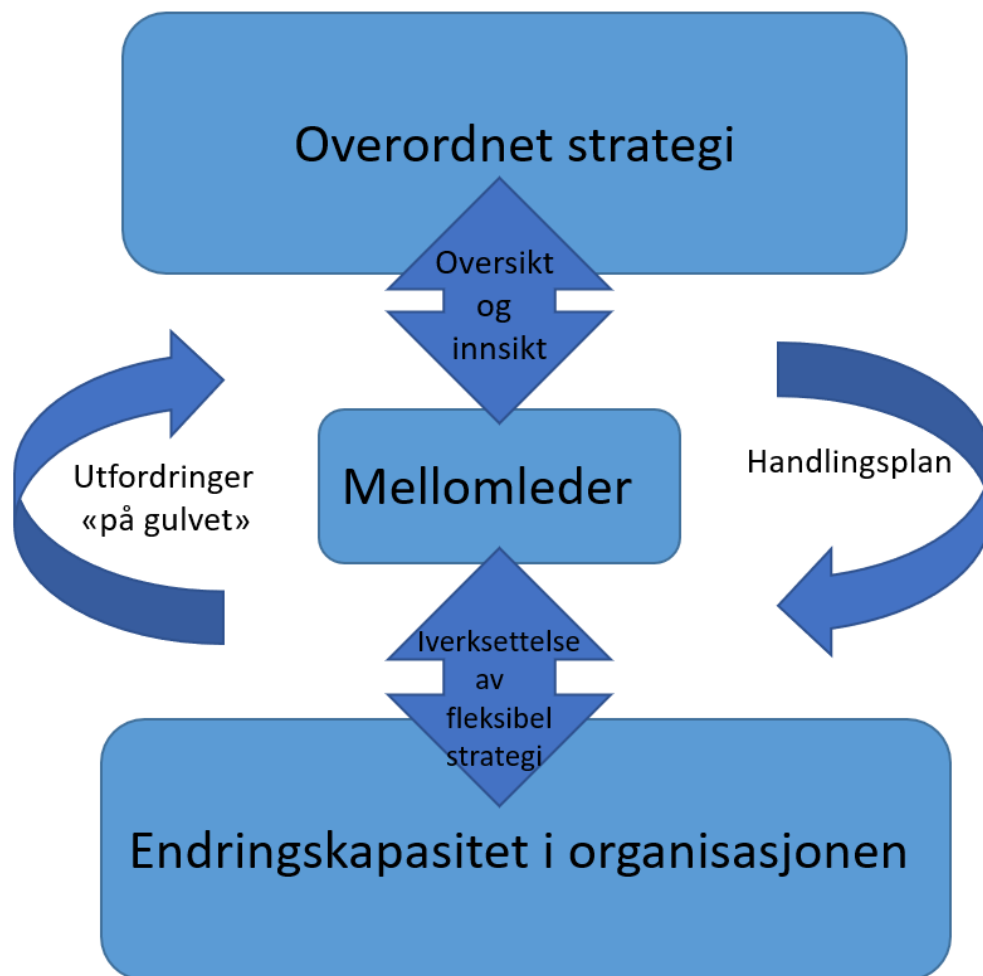 Overordnet strategi
Oversikt
og
innsikt
Utfordringer
«på gulvet»
Mellomleder
Handlingsplan
Iverksettelse
av
fleksibel
strategi
Endringskapasitet i organisasjonen